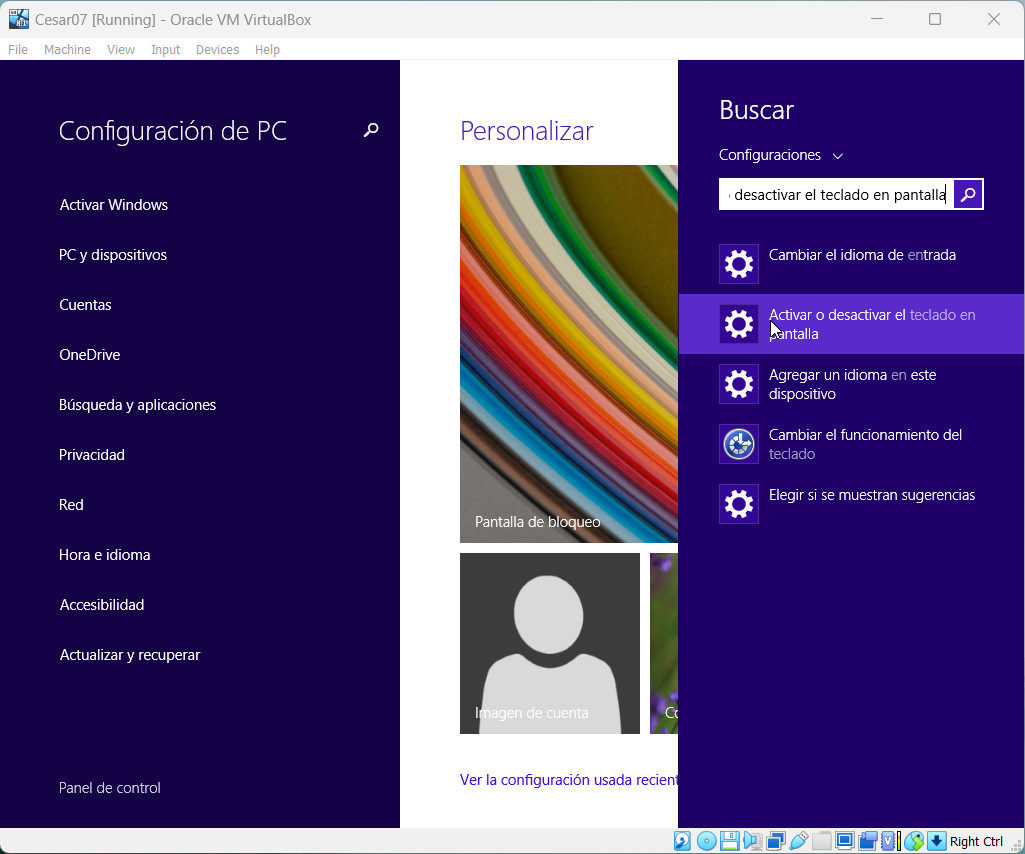 Cesar07 [Running] - Oracle VM VirtualBox
File Machine View Input Devices Help
Configuración de PC
Activar Windows
PC y dispositivos
Cuentas
OneDrive
Búsqueda y aplicaciones
Privacidad
Red
Hora e idioma
Accesibilidad
Actualizar y recuperar
Panel de control
Personalizar
Pantalla de bloqueo
Imagen de cuenta
Ver la configuración usada recient
Buscar
Configuraciones
desactivar el teclado en pantalla
Cambiar el idioma de entrada
Activar o desactivar el teclado en
pantalla
Agregar un idioma en este
dispositivo
Cambiar el funcionamiento del
teclado
Elegir si se muestran sugerencias
Right Ctrl